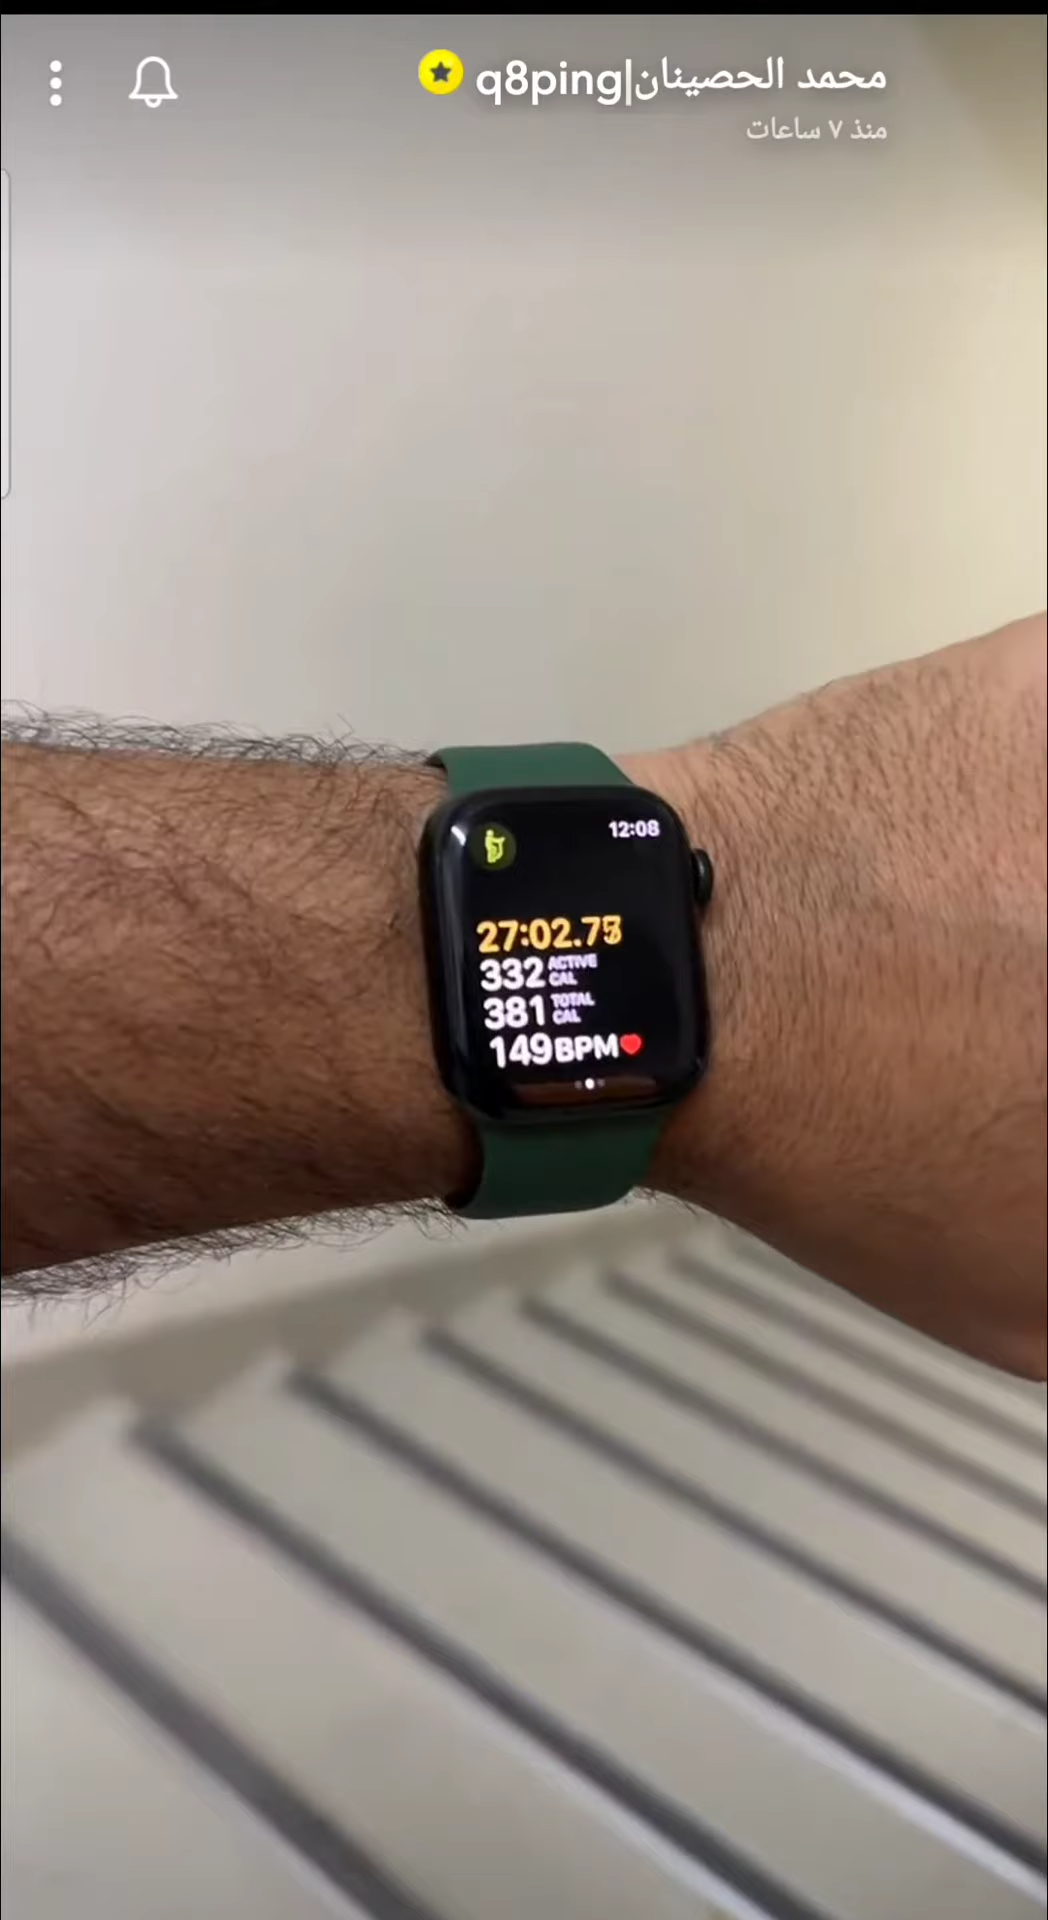 محمد الحصينان|q8ping
منذ ٧ ساعات
12:08
27:02.75
332 ACTIVE CAL
381 TOTAL CAL
149BPM